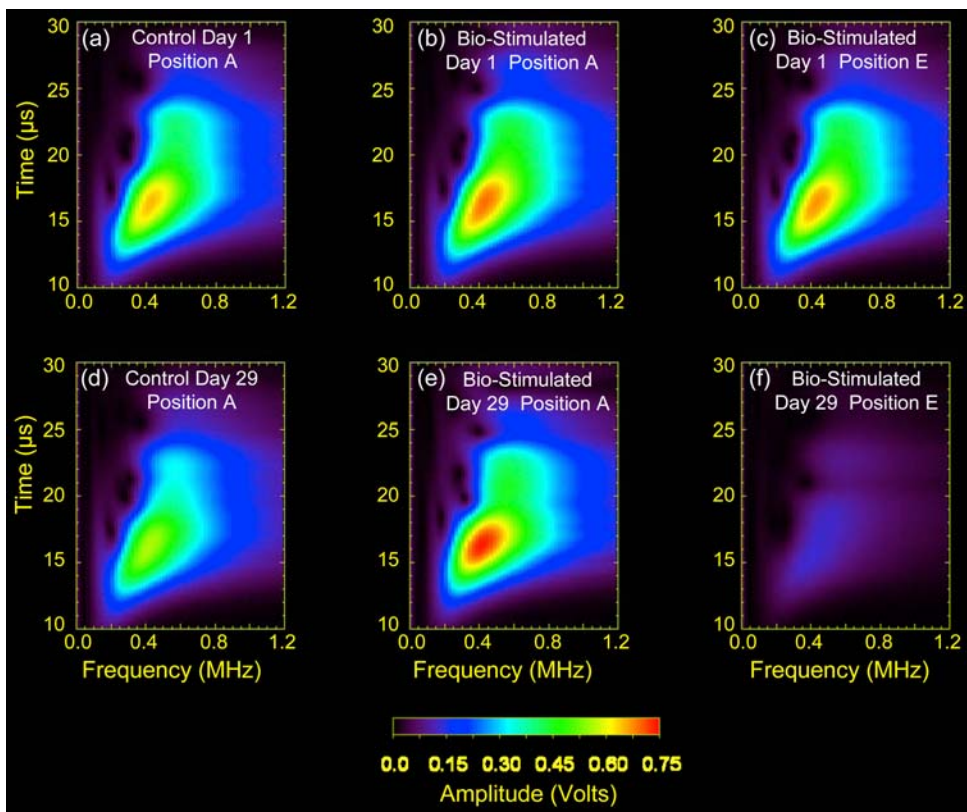 (a) Control Day 1
Position A
(b) Bio-Stimulated
Day 1 Position A
(c) Bio-Stimulated
Day 1 Position E
Time (µs)
30
25
20
15
10
0.0 0.4 0.8 1.2
0.0 0.4 0.8 1.2
0.0 0.4 0.8 1.2
(d) Control Day 29
Position A
(e) Bio-Stimulated
Day 29 Position A
(f) Bio-Stimulated
Day 29 Position E
Time (µs)
30
25
20
15
10
30
25
20
15
10
30
25
20
15
10
30
25
20
15
10
30
25
20
15
10
0.0 0.4 0.8 1.2
0.0 0.4 0.8 1.2
0.0 0.4 0.8 1.2
Frequency (MHz)
Frequency (MHz)
Frequency (MHz)
0.0 0.15 0.30 0.45 0.60 0.75
Amplitude (Volts)